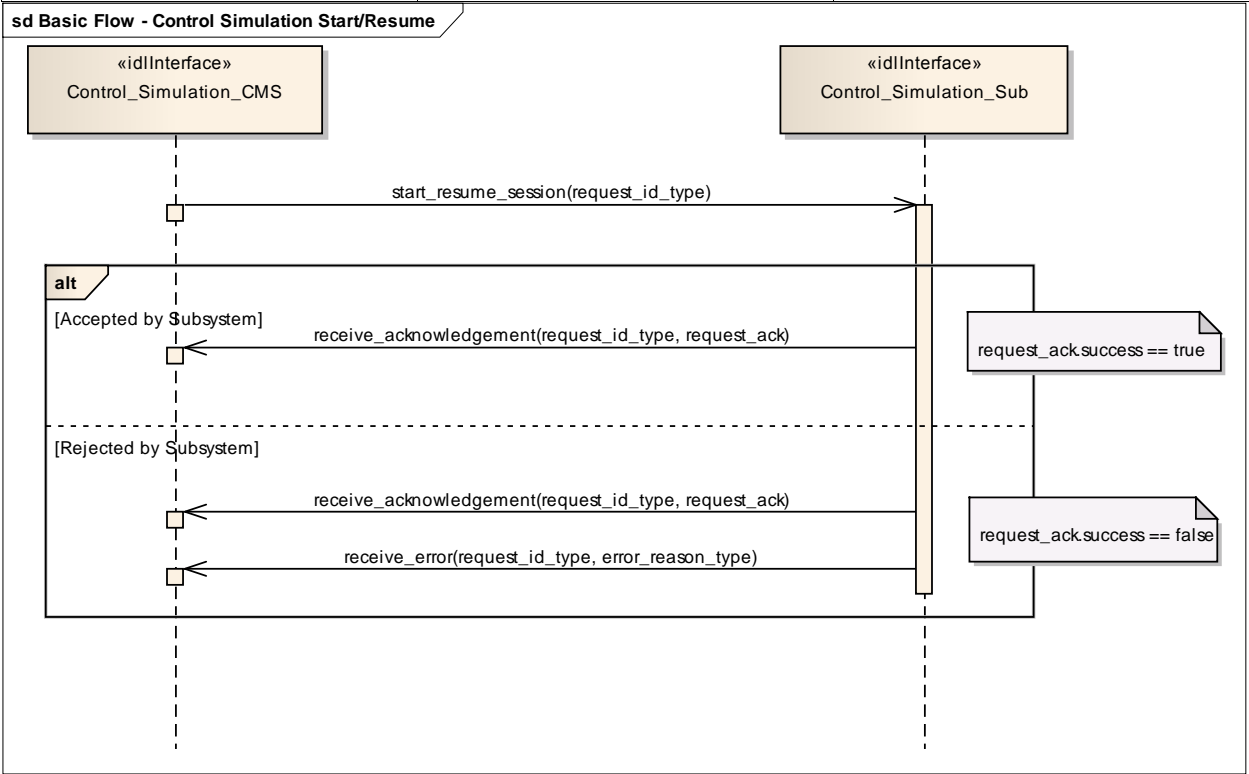 sd Basic Flow - Control Simulation Start/Resume
«idlInterface»
Control_Simulation_CMS
«idlInterface»
Control_Simulation_Sub
start_resume_session(request_id_type)
alt
[Accepted by Subsystem]
receive_acknowledgement(request_id_type, request_ack)
request_ack.success == true
[Rejected by Subsystem]
receive_acknowledgement(request_id_type, request_ack)
request_ack.success == false
receive_error(request_id_type, error_reason_type)